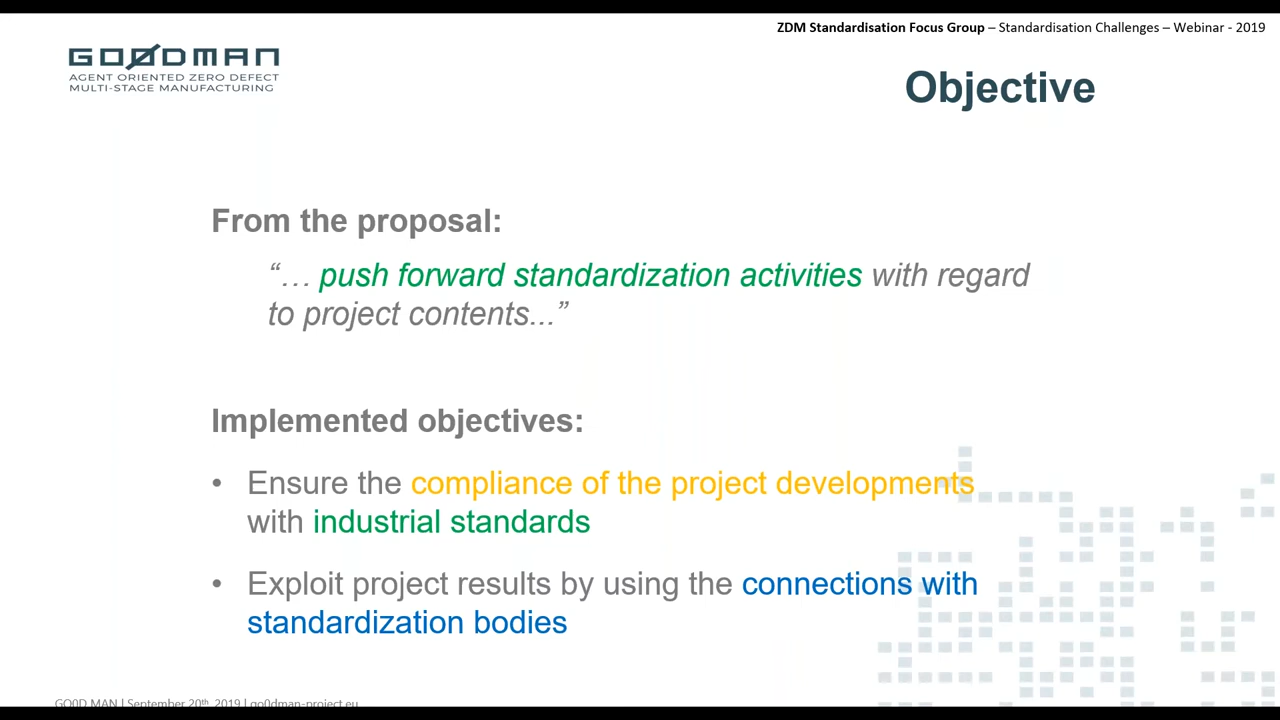 ZDM Standardisation Focus Group – Standardisation Challenges – Webinar - 2019
GO0DMAN
AGENT ORIENTED ZERO DEFECT
MULTI-STAGE MANUFACTURING
Objective
From the proposal:
“… push forward standardization activities with regard
to project contents...”
Implemented objectives:
• Ensure the compliance of the project developments
with industrial standards
• Exploit project results by using the connections with
standardization bodies
GO0D MAN | September 20th, 2019 | go0dman-project.eu